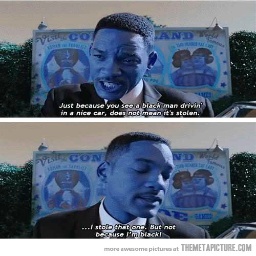 Just because you see a black man drivin'
in a nice car, does not mean it's stolen.
...I stole that one. But not
because I'm black!
more awesome pictures at THEMETAPICTURE.COM